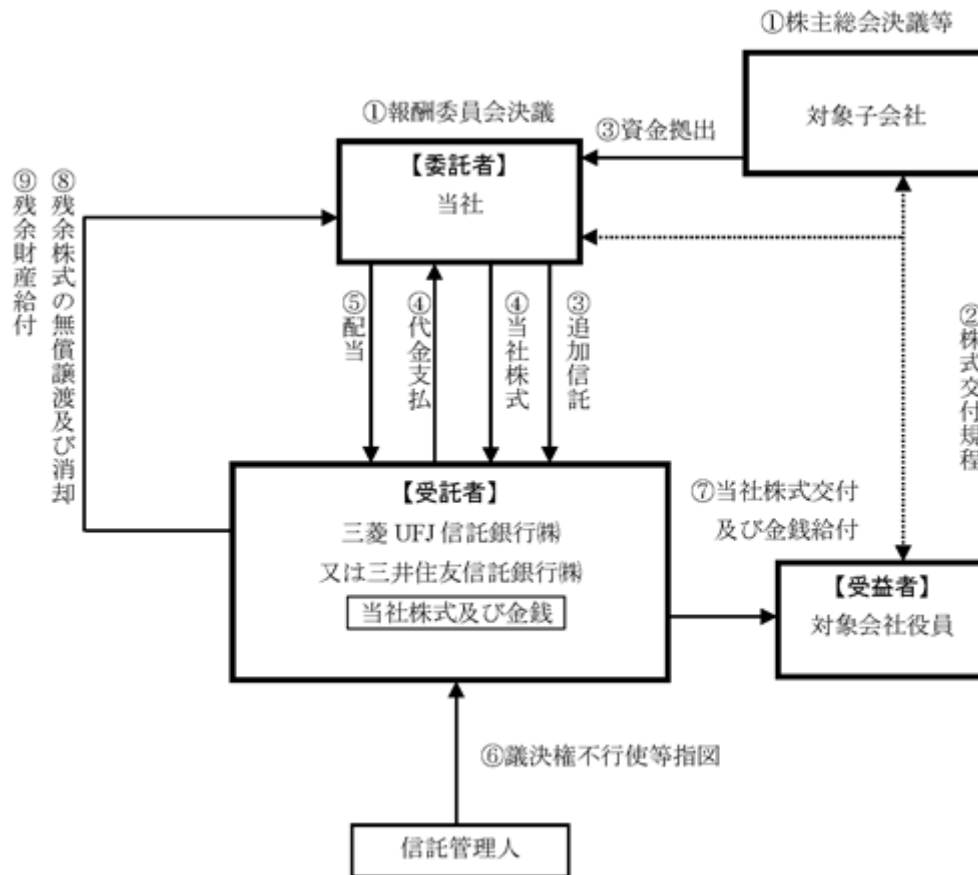 ①株主総会決議等
対象子会社
①報酬委員会決議
③資金拠出
【委託者】
当社
⑨残余財産給付
⑧残余株式の無償譲渡及び消却
⑤配当
④代金支払
④当社株式
③追加信託
②株式交付規程
【受託者】
三菱 UFJ 信託銀行㈱
又は三井住友信託銀行㈱
当社株式及び金銭
⑦当社株式交付
及び金銭給付
【受益者】
対象会社役員
⑥議決権不行使等指図
信託管理人